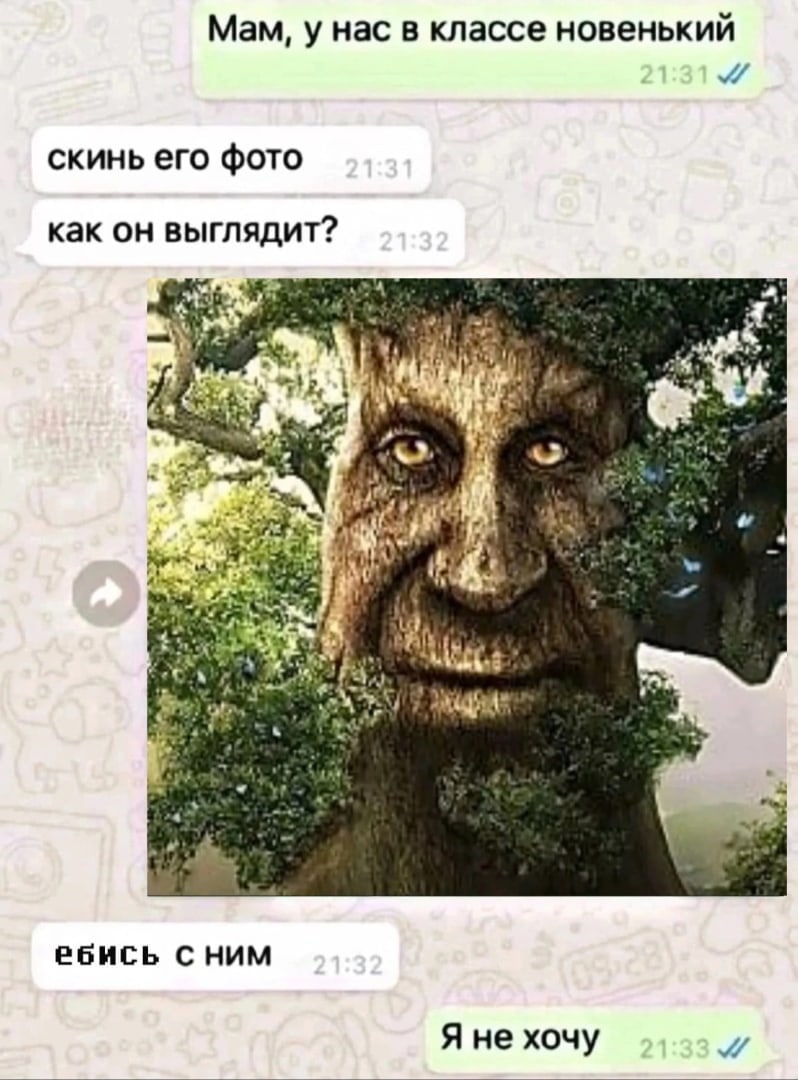 Мам, у нас в классе новенький
21:31
скинь его фото 21:31
как он выглядит? 21:32
ебись с ним 21:32
Я не хочу 21:33